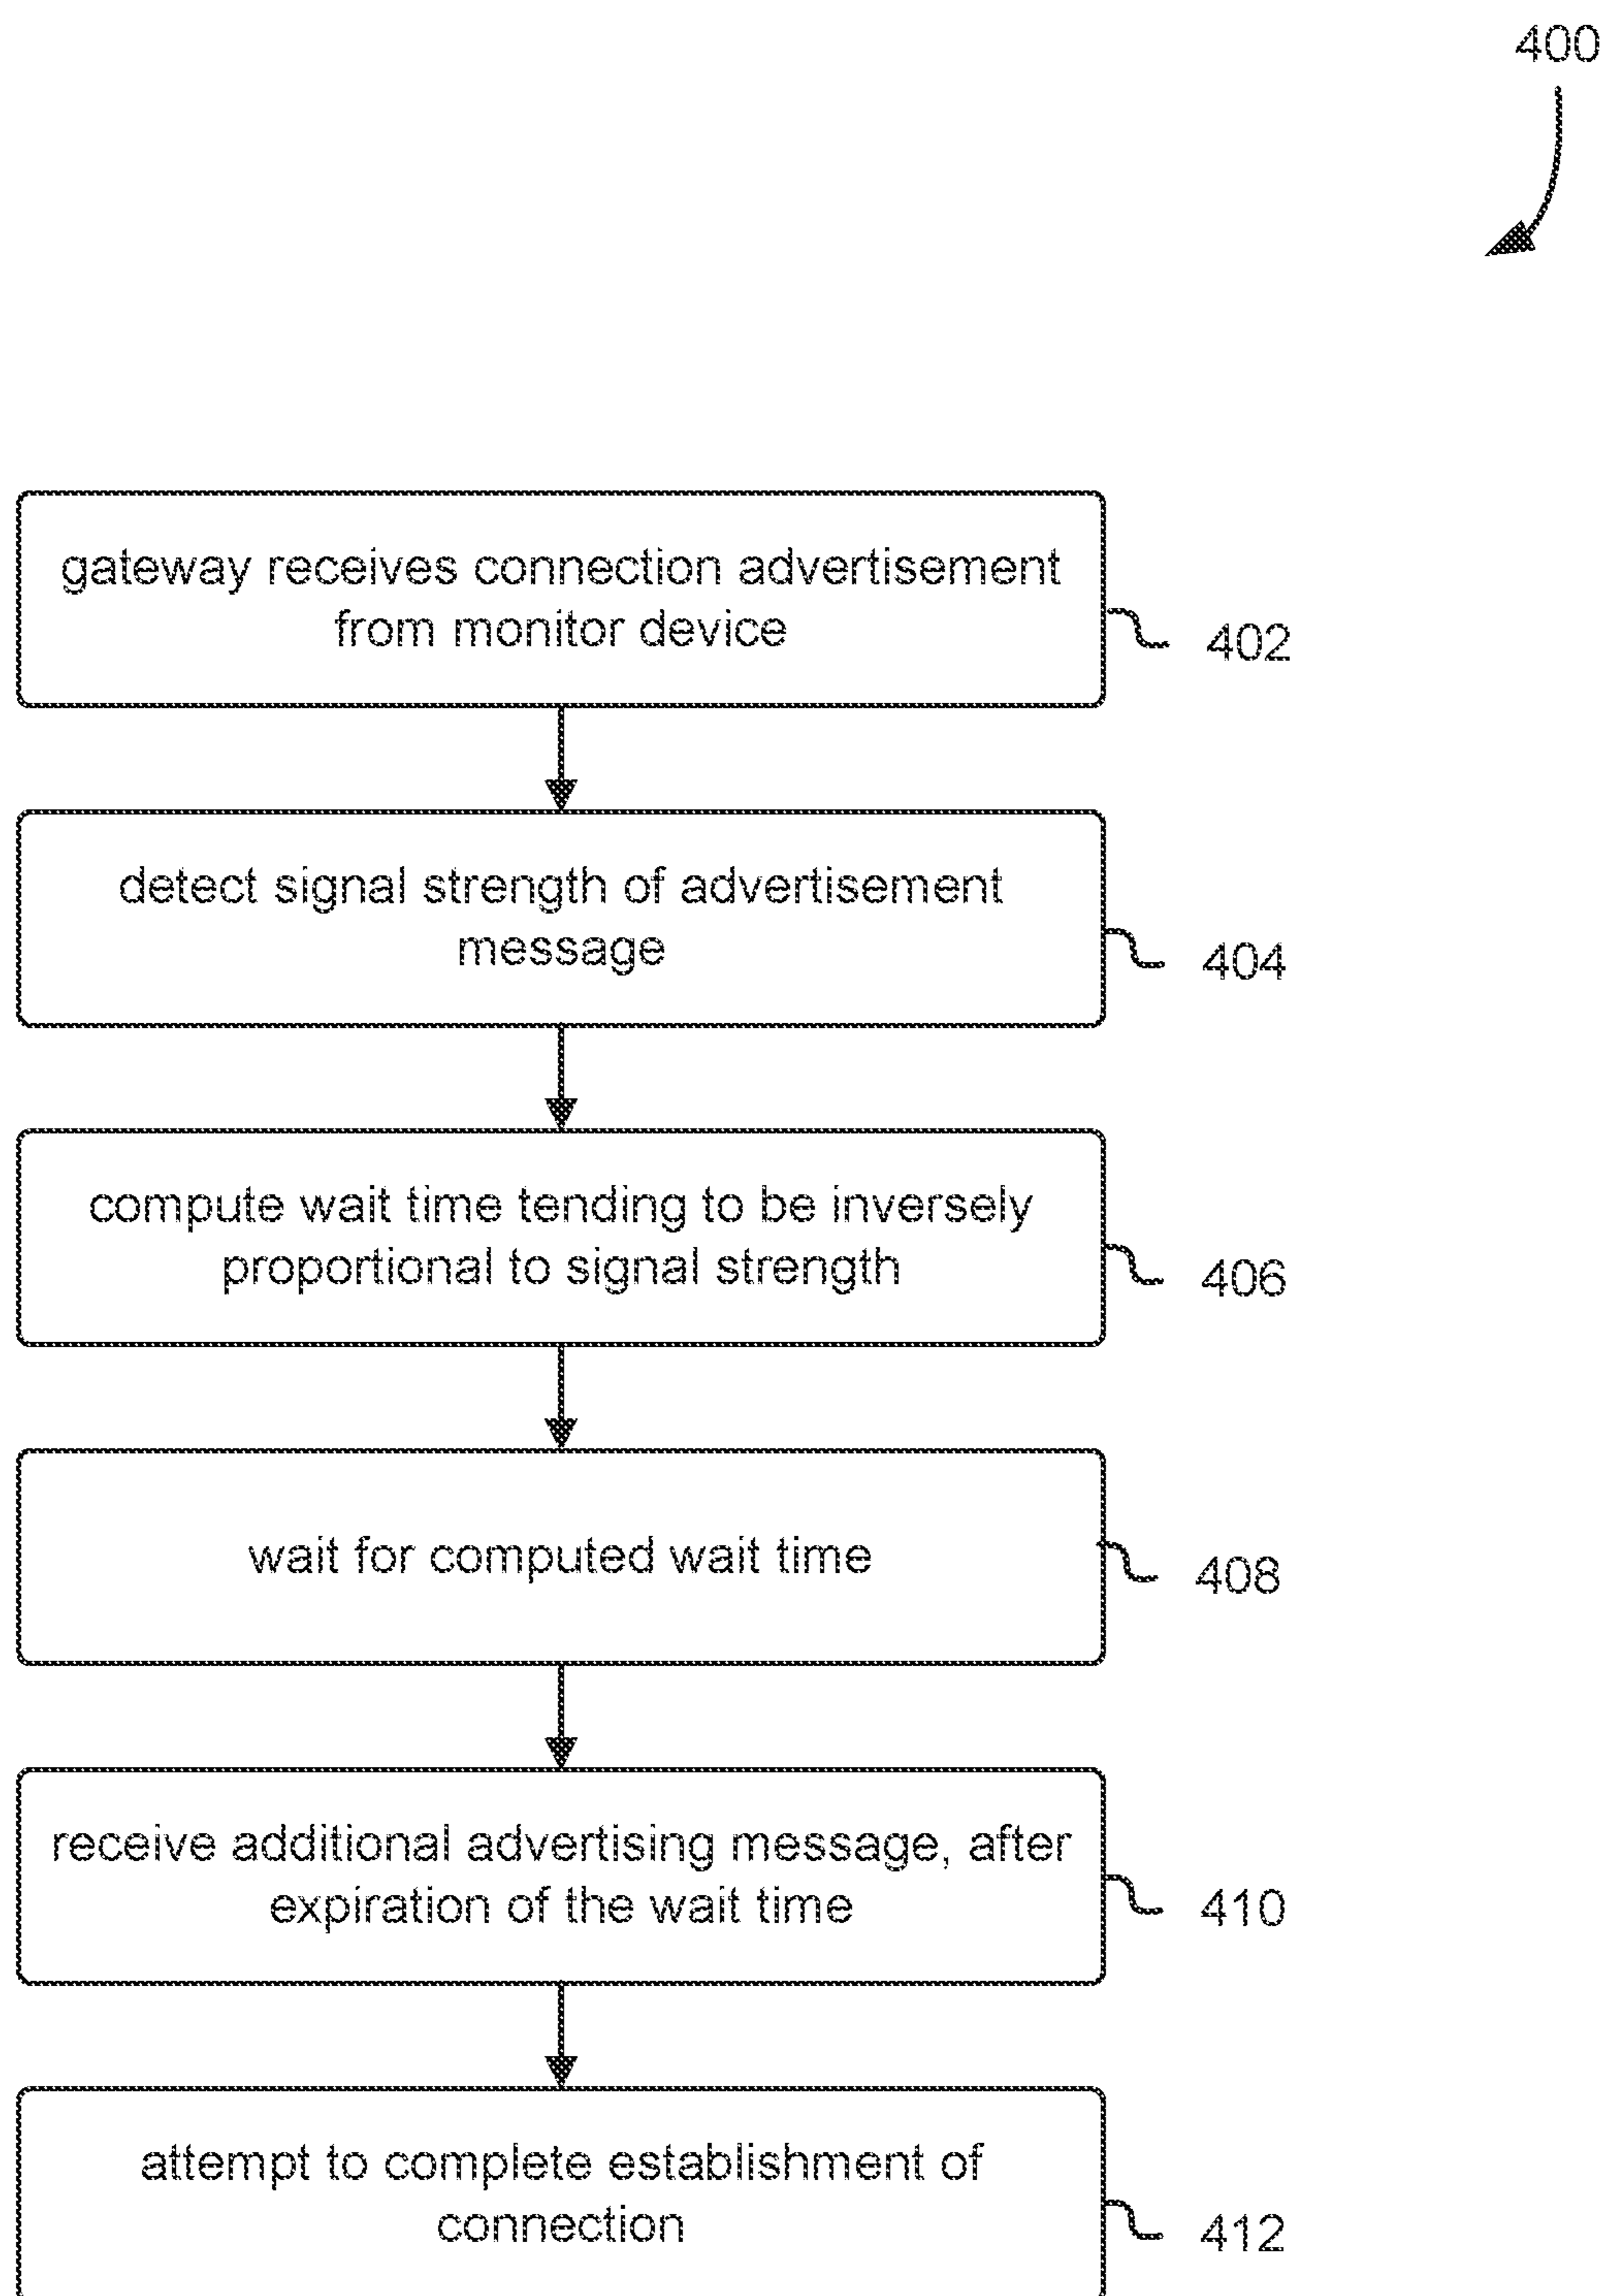 400
gateway receives connection advertisement
from monitor device
402
detect signal strength of advertisement
message
404
compute wait time tending to be inversely
proportional to signal strength
406
wait for computed wait time
408
receive additional advertising message, after
expiration of the wait time
410
attempt to complete establishment of
connection
412